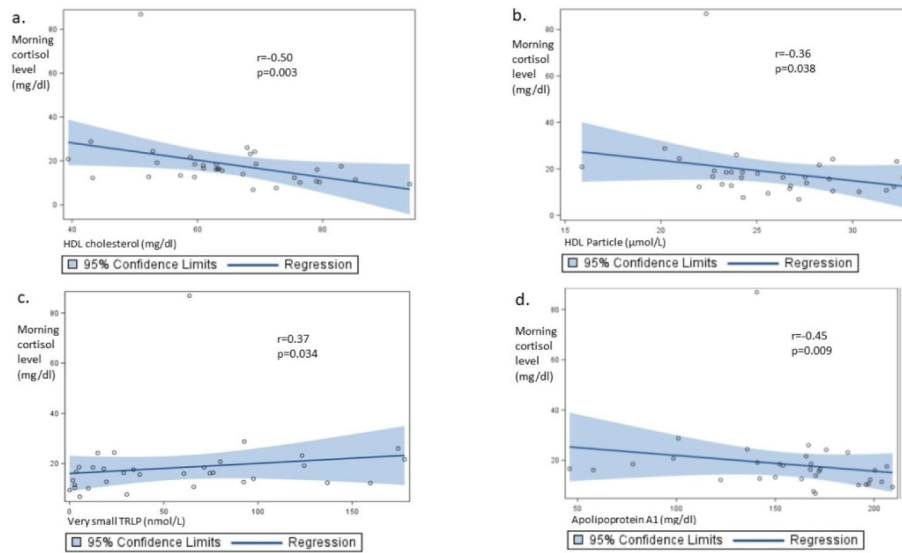 a.
Morning
cortisol
level
(mg/dl)
80
60
40
20
0
r=-0.50
p=0.003
40
60
80
HDL cholesterol (mg/dl)
95% Confidence Limits
Regression
b.
Morning
cortisol
level
(mg/dl)
80
60
40
20
0
r=-0.36
p=0.038
15
20
25
30
HDL Particle (μmol/L)
95% Confidence Limits
Regression
c.
Morning
cortisol
level
(mg/dl)
80
60
40
20
r=0.37
p=0.034
0
50
100
150
Very small TRLP (nmol/L)
95% Confidence Limits
Regression
d.
Morning
cortisol
level
(mg/dl)
80
60
40
20
0
r=-0.45
p=0.009
50
100
150
200
Apolipoprotein A1 (mg/dl)
95% Confidence Limits
Regression